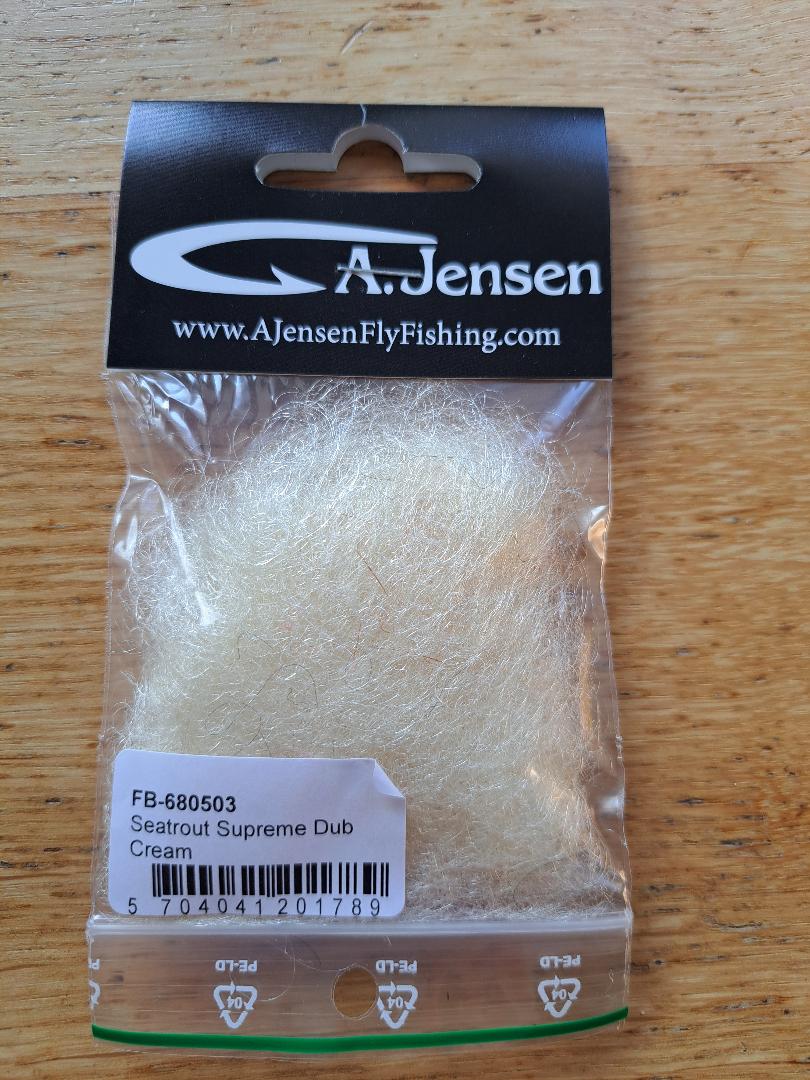 A.Jensen
www.AJensenFlyFishing.com
FB-680503
Seatrout Supreme Dub
Cream
5 704041 201789
PE-LD PE-LD PE-LD
04 04 04